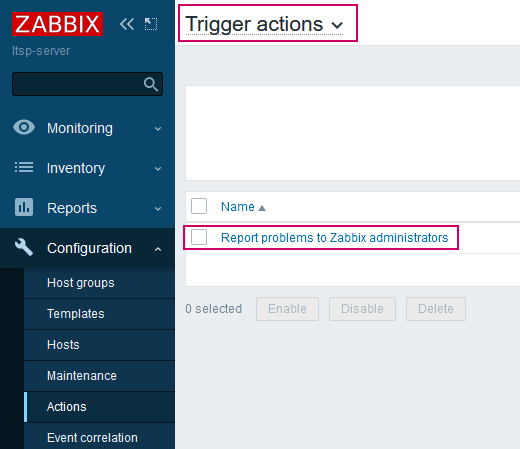 ZABBIX
ltsp-server
Monitoring
Inventory
Reports
Configuration
Host groups
Templates
Hosts
Maintenance
Actions
Event correlation
Trigger actions
Name
Report problems to Zabbix administrators
0 selected
Enable
Disable
Delete